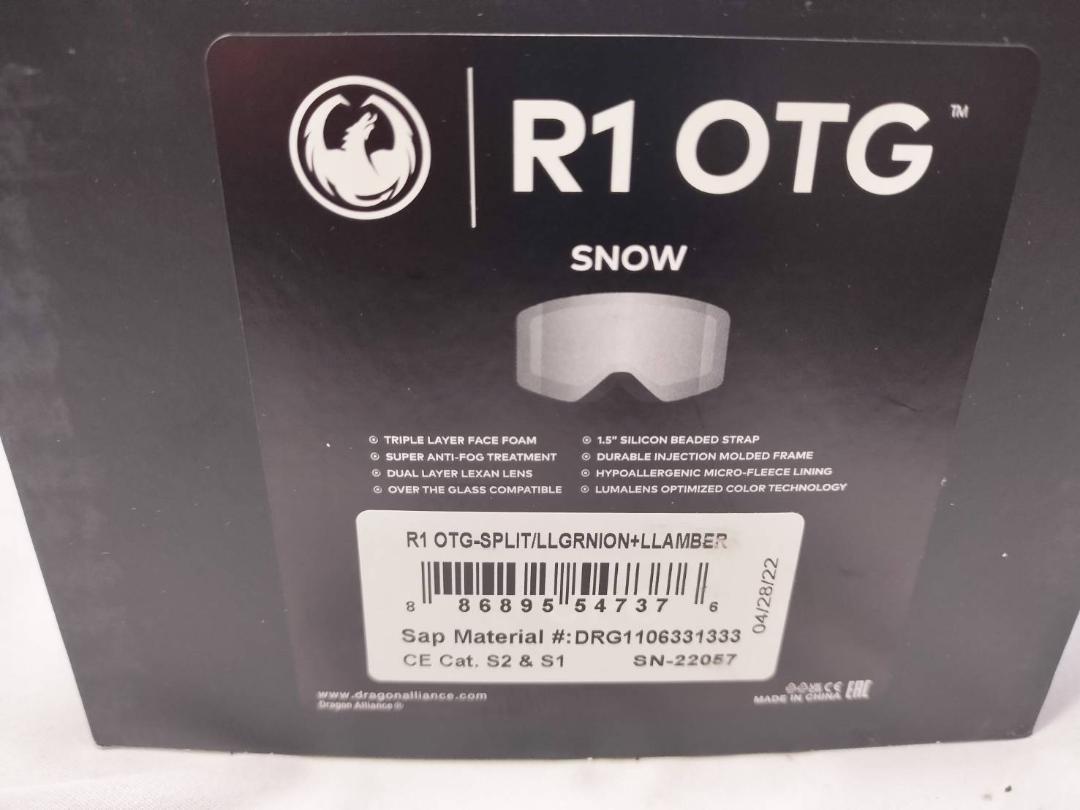 R1 OTG™
SNOW
TRIPLE LAYER FACE FOAM
SUPER ANTI-FOG TREATMENT
DUAL LAYER LEXAN LENS
OVER THE GLASS COMPATIBLE
1.5" SILICON BEADED STRAP
DURABLE INJECTION MOLDED FRAME
HYPOALLERGENIC MICRO-FLEECE LINING
LUMALENS OPTIMIZED COLOR TECHNOLOGY
R1 OTG-SPLIT/LLGRNION+LLAMBER
8 86895 54737 6
04/28/22
Sap Material #:DRG1106331333
CE Cat. S2 & S1 SN-22057
www.dragonalliance.com
Dragon Alliance®
CE EAC
MADE IN CHINA